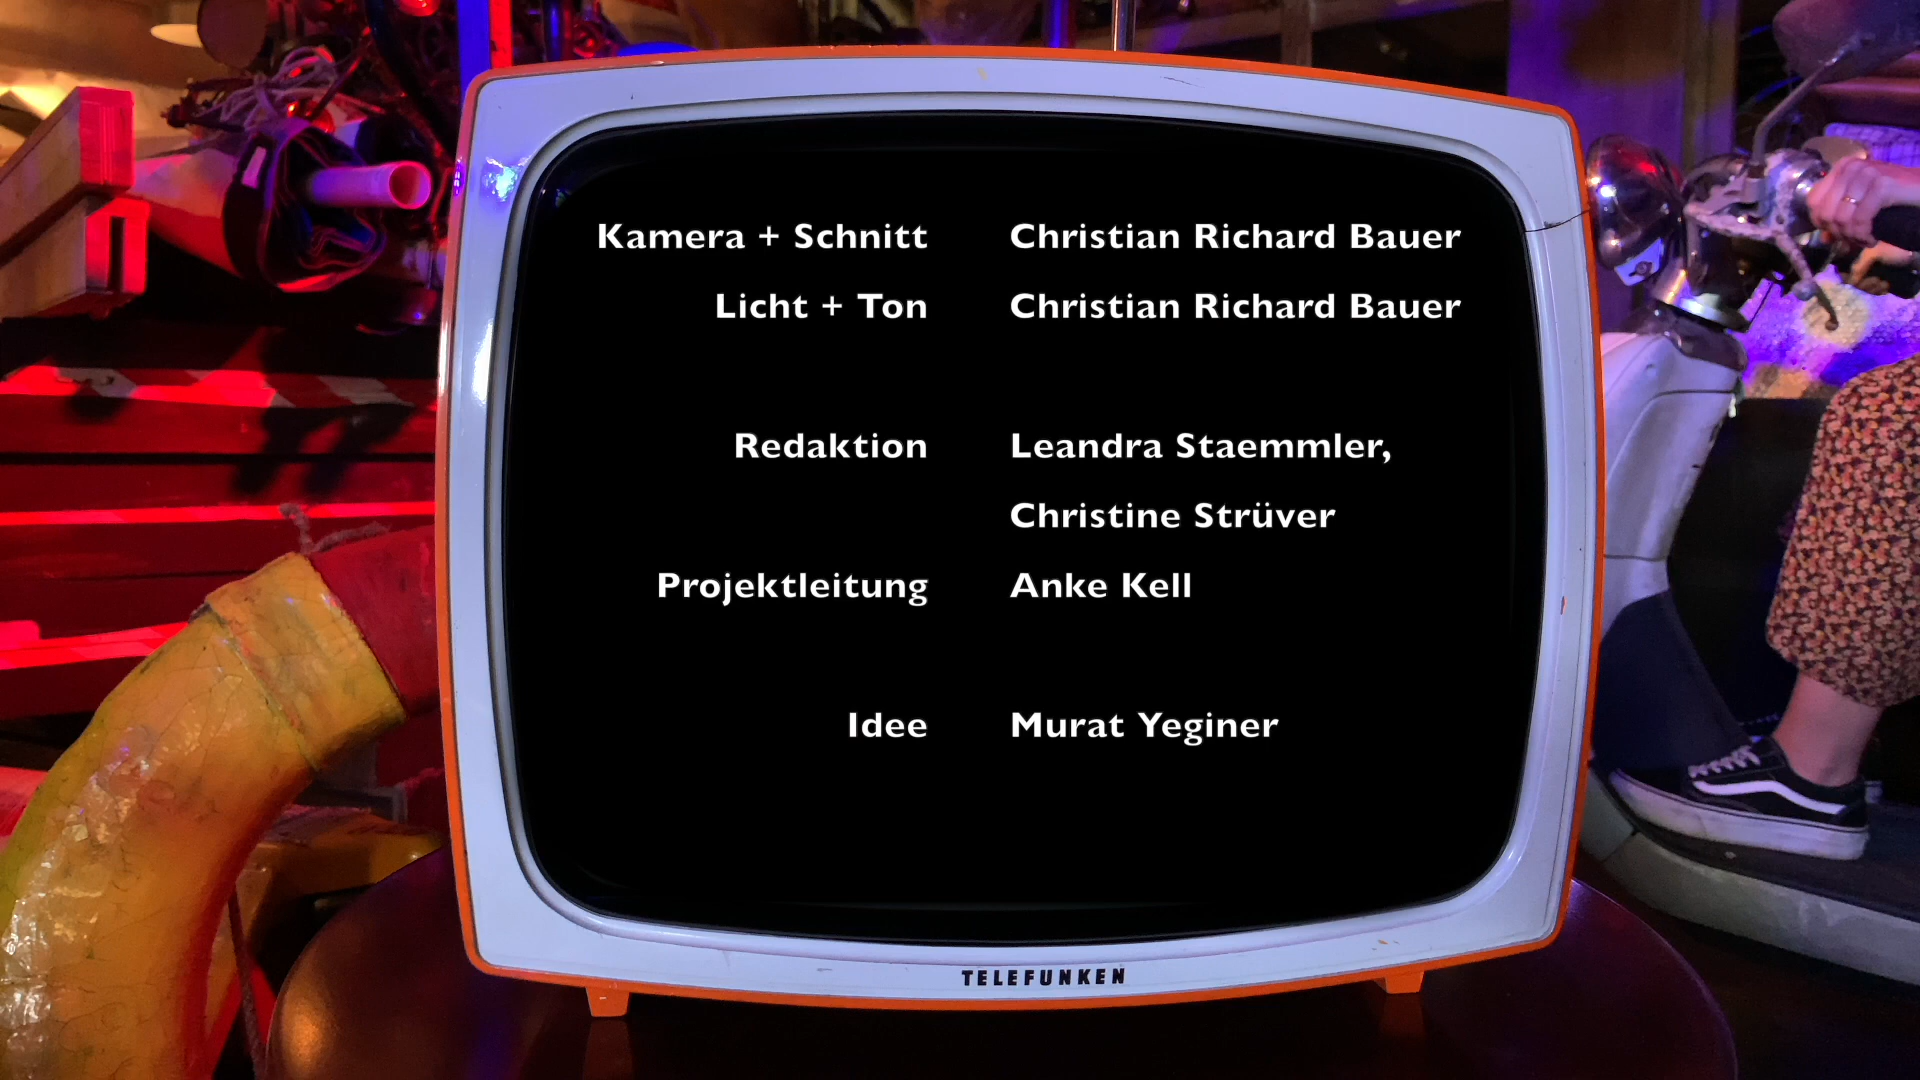 Kamera + Schnitt Christian Richard Bauer
Licht + Ton Christian Richard Bauer
Redaktion Leandra Staemmler,
Christine Strüver
Projektleitung Anke Kell
Idee Murat Yeginer
TELEFUNKEN